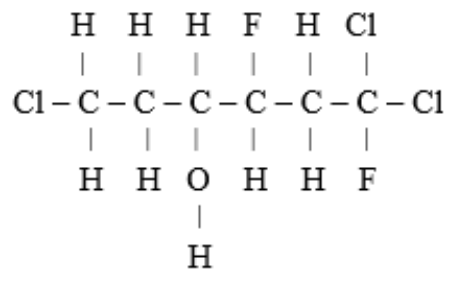 H H H F H Cl
| | | | | |
Cl – C – C – C – C – C – C – Cl
| | | | | |
H H O H H F
|
H